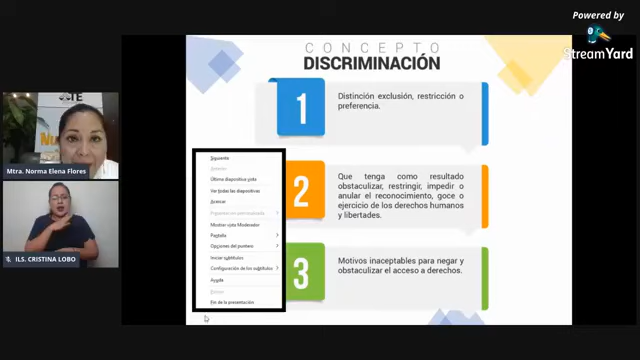 Powered by
StreamYard
CONCEPTO
DISCRIMINACIÓN
1
Distinción exclusión, restricción o
preferencia.
2
Que tenga como resultado
obstaculizar, restringir, impedir o
anular el reconocimiento, goce o
ejercicio de los derechos humanos
y libertades.
3
Motivos inaceptables para negar y
obstaculizar el acceso a derechos.
Siguiente
Anterior
Última diapositiva vista
Ver todas las diapositivas
Acercar
Mostrar vista Moderador
Pantalla
Opciones del puntero
Iniciar subtítulos
Configuración de los subtítulos
Ayuda
Pausar
Fin de la presentación
Mtra. Norma Elena Flores
ILS. CRISTINA LOBO